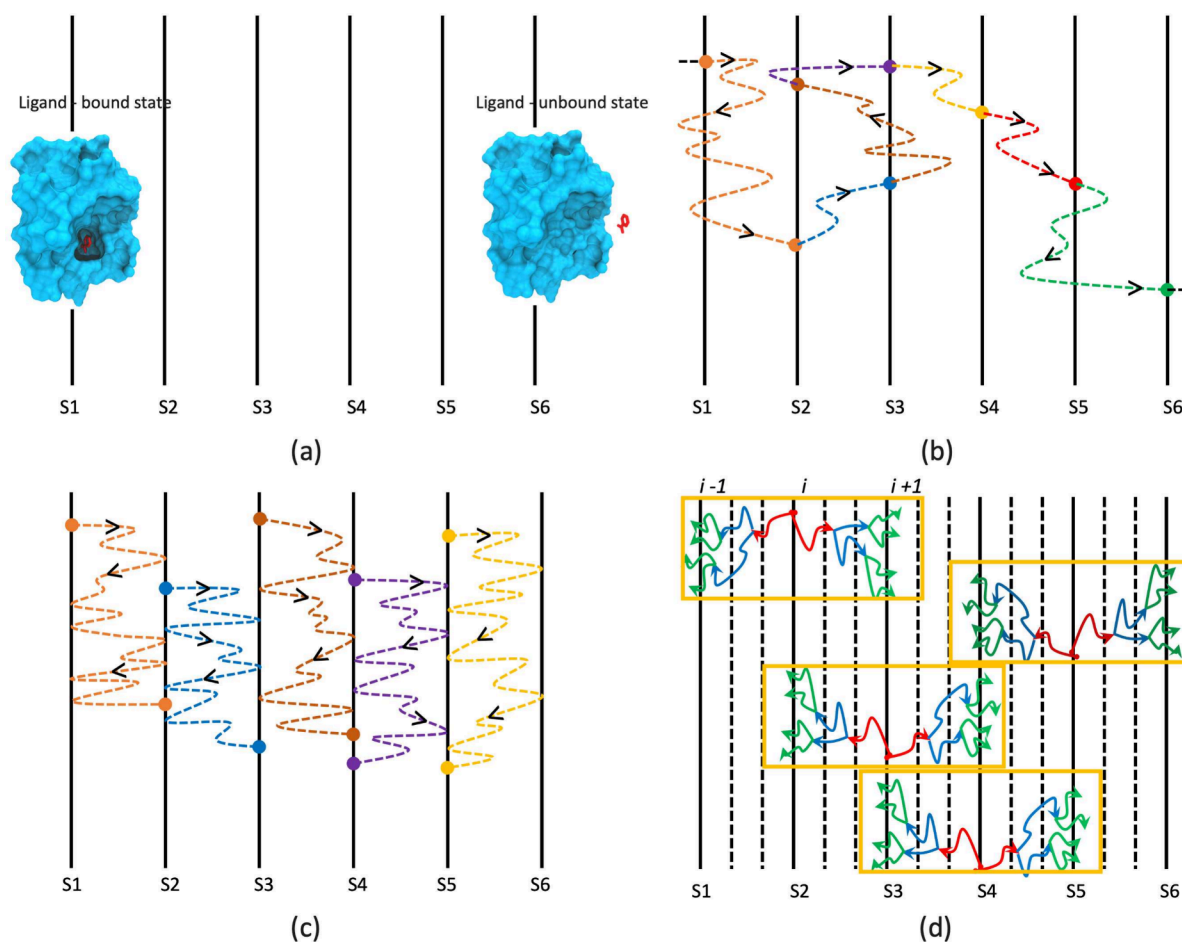 Ligand - bound state
Ligand - unbound state
S1 S2 S3 S4 S5 S6
(a)
S1 S2 S3 S4 S5 S6
(b)
S1 S2 S3 S4 S5 S6
(c)
i -1 i i +1
S1 S2 S3 S4 S5 S6
(d)